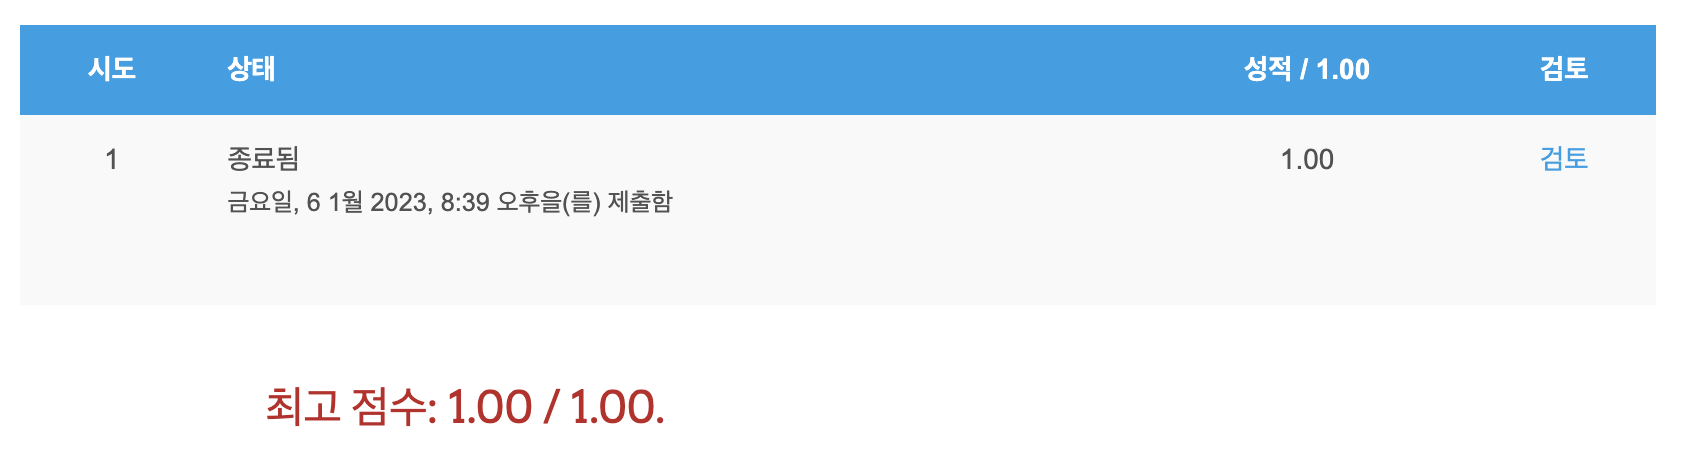 시도 상태 성적 / 1.00 검토
1 종료됨 1.00 검토
금요일, 6 1월 2023, 8:39 오후을(를) 제출함
최고 점수: 1.00 / 1.00.